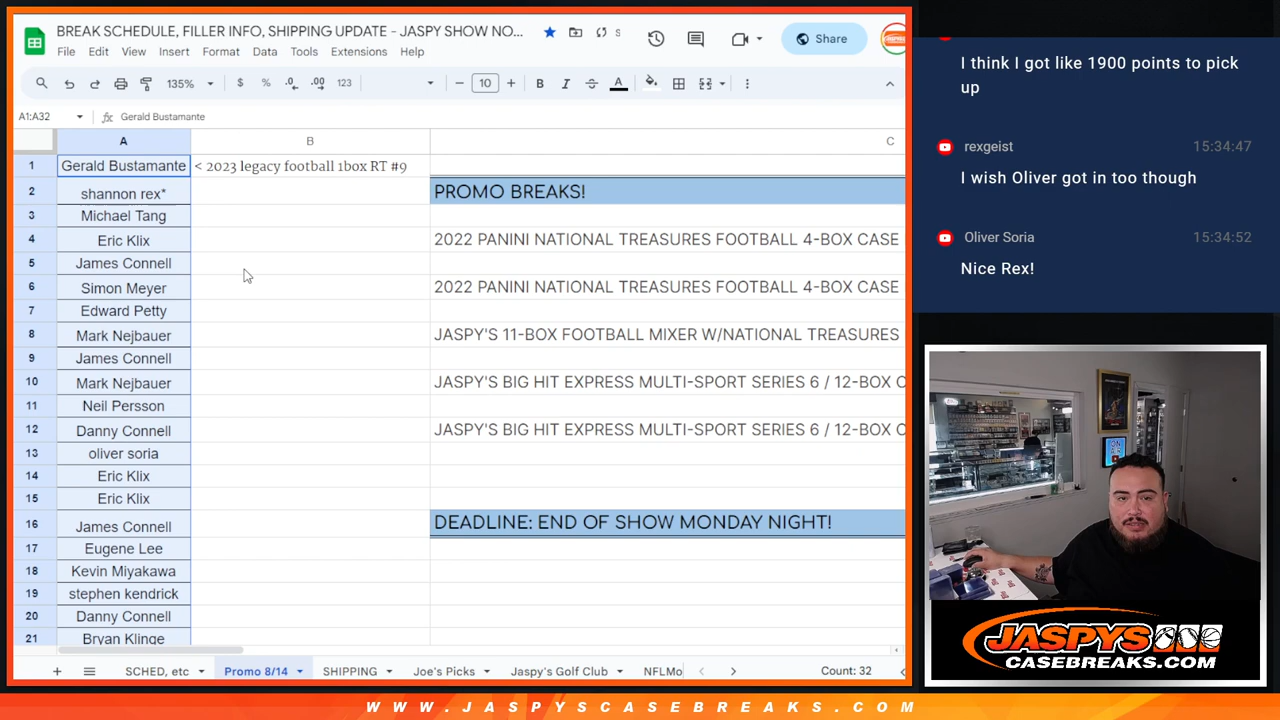 BREAK SCHEDULE, FILLER INFO, SHIPPING UPDATE - JASPY SHOW NO...
File Edit View Insert Format Data Tools Extensions Help
Share
135% $ % .0 .00 123 10 B I S A
A1:A32 fx Gerald Bustamante
A B C
1 Gerald Bustamante < 2023 legacy football 1box RT #9
2 shannon rex* PROMO BREAKS!
3 Michael Tang
4 Eric Klix 2022 PANINI NATIONAL TREASURES FOOTBALL 4-BOX CASE
5 James Connell
6 Simon Meyer 2022 PANINI NATIONAL TREASURES FOOTBALL 4-BOX CASE
7 Edward Petty
8 Mark Nejbauer JASPY'S 11-BOX FOOTBALL MIXER W/NATIONAL TREASURES
9 James Connell
10 Mark Nejbauer JASPY'S BIG HIT EXPRESS MULTI-SPORT SERIES 6 / 12-BOX C
11 Neil Persson
12 Danny Connell JASPY'S BIG HIT EXPRESS MULTI-SPORT SERIES 6 / 12-BOX C
13 oliver soria
14 Eric Klix
15 Eric Klix
16 James Connell DEADLINE: END OF SHOW MONDAY NIGHT!
17 Eugene Lee
18 Kevin Miyakawa
19 stephen kendrick
20 Danny Connell
21 Bryan Klinge
SCHED, etc Promo 8/14 SHIPPING Joe's Picks Jaspy's Golf Club NFLMo Count: 32
I think I got like 1900 points to pick
up
rexgeist 15:34:47
I wish Oliver got in too though
Oliver Soria 15:34:52
Nice Rex!
JASPYS
CASEBREAKS.COM
WWW.JASPYSCASEBREAKS.COM